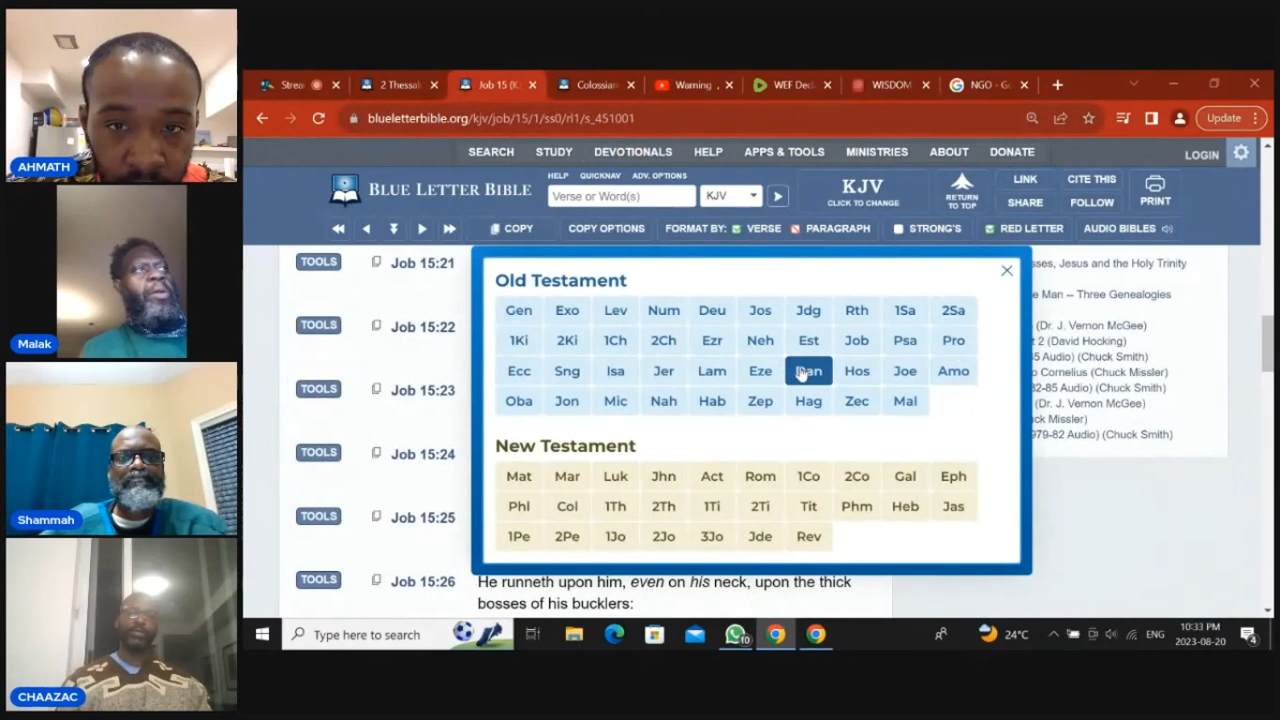 AHMATH
Malak
Shammah
CHAAZAC
Strea
2 Thessal
Job 15 (K
Colossian
Warning ,
WEF Decl
WISDOM
NGO - G
blueletterbible.org/kjv/job/15/1/ss0/rl1/s_451001
Update
SEARCH STUDY DEVOTIONALS HELP APPS & TOOLS MINISTRIES ABOUT DONATE
LOGIN
BLUE LETTER BIBLE
HELP QUICKNAV ADV. OPTIONS
Verse or Word(s) KJV
KJV
CLICK TO CHANGE
RETURN
TO TOP
LINK CITE THIS
SHARE FOLLOW
PRINT
COPY COPY OPTIONS FORMAT BY: VERSE PARAGRAPH STRONG'S RED LETTER AUDIO BIBLES
TOOLS Job 15:21
TOOLS Job 15:22
TOOLS Job 15:23
TOOLS Job 15:24
TOOLS Job 15:25
TOOLS Job 15:26
Old Testament
Gen Exo Lev Num Deu Jos Jdg Rth 1Sa 2Sa
1Ki 2Ki 1Ch 2Ch Ezr Neh Est Job Psa Pro
Ecc Sng Isa Jer Lam Eze Dan Hos Joe Amo
Oba Jon Mic Nah Hab Zep Hag Zec Mal
New Testament
Mat Mar Luk Jhn Act Rom 1Co 2Co Gal Eph
Phl Col 1Th 2Th 1Ti 2Ti Tit Phm Heb Jas
1Pe 2Pe 1Jo 2Jo 3Jo Jde Rev
He runneth upon him, even on his neck, upon the thick
bosses of his bucklers:
ses, Jesus and the Holy Trinity
e Man -- Three Genealogies
(Dr. J. Vernon McGee)
t 2 (David Hocking)
5 Audio) (Chuck Smith)
o Cornelius (Chuck Missler)
82-85 Audio) (Chuck Smith)
(Dr. J. Vernon McGee)
ck Missler)
979-82 Audio) (Chuck Smith)
Type here to search
10
24°C
ENG
10:33 PM
2023-08-20
4